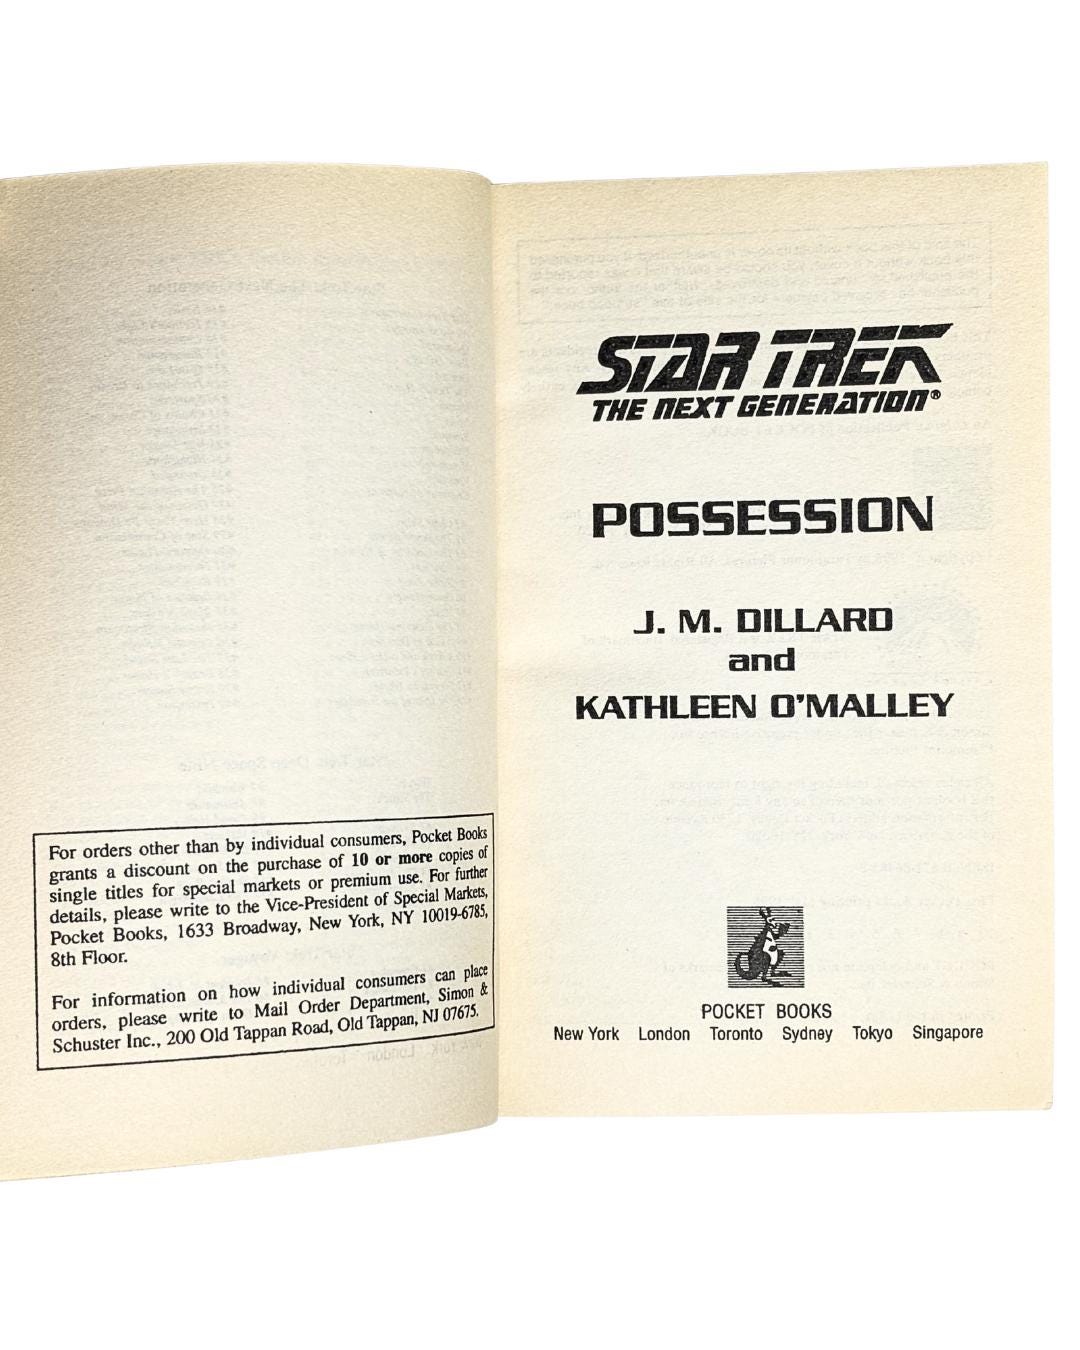 For orders other than by individual consumers, Pocket Books
grants a discount on the purchase of 10 or more copies of
single titles for special markets or premium use. For further
details, please write to the Vice-President of Special Markets,
Pocket Books, 1633 Broadway, New York, NY 10019-6785,
8th Floor.
For information on how individual consumers can place
orders, please write to Mail Order Department, Simon &
Schuster Inc., 200 Old Tappan Road, Old Tappan, NJ 07675.
STAR TREK
THE NEXT GENERATION®
POSSESSION
J. M. DILLARD
and
KATHLEEN O'MALLEY
POCKET BOOKS
New York London Toronto Sydney Tokyo Singapore